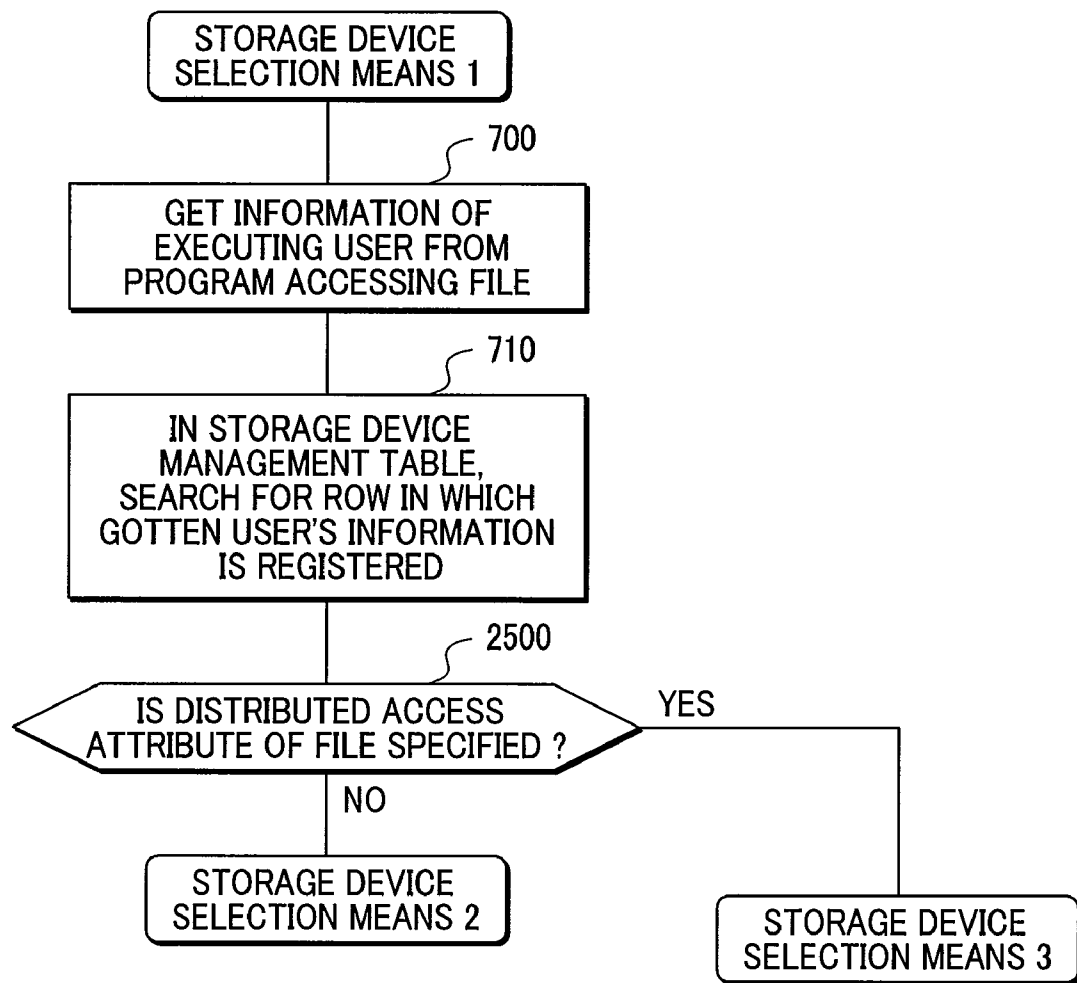 STORAGE DEVICE
SELECTION MEANS 1
700
GET INFORMATION OF
EXECUTING USER FROM
PROGRAM ACCESSING FILE
710
IN STORAGE DEVICE
MANAGEMENT TABLE,
SEARCH FOR ROW IN WHICH
GOTTEN USER'S INFORMATION
IS REGISTERED
2500
IS DISTRIBUTED ACCESS
ATTRIBUTE OF FILE SPECIFIED ?
YES
NO
STORAGE DEVICE
SELECTION MEANS 2
STORAGE DEVICE
SELECTION MEANS 3